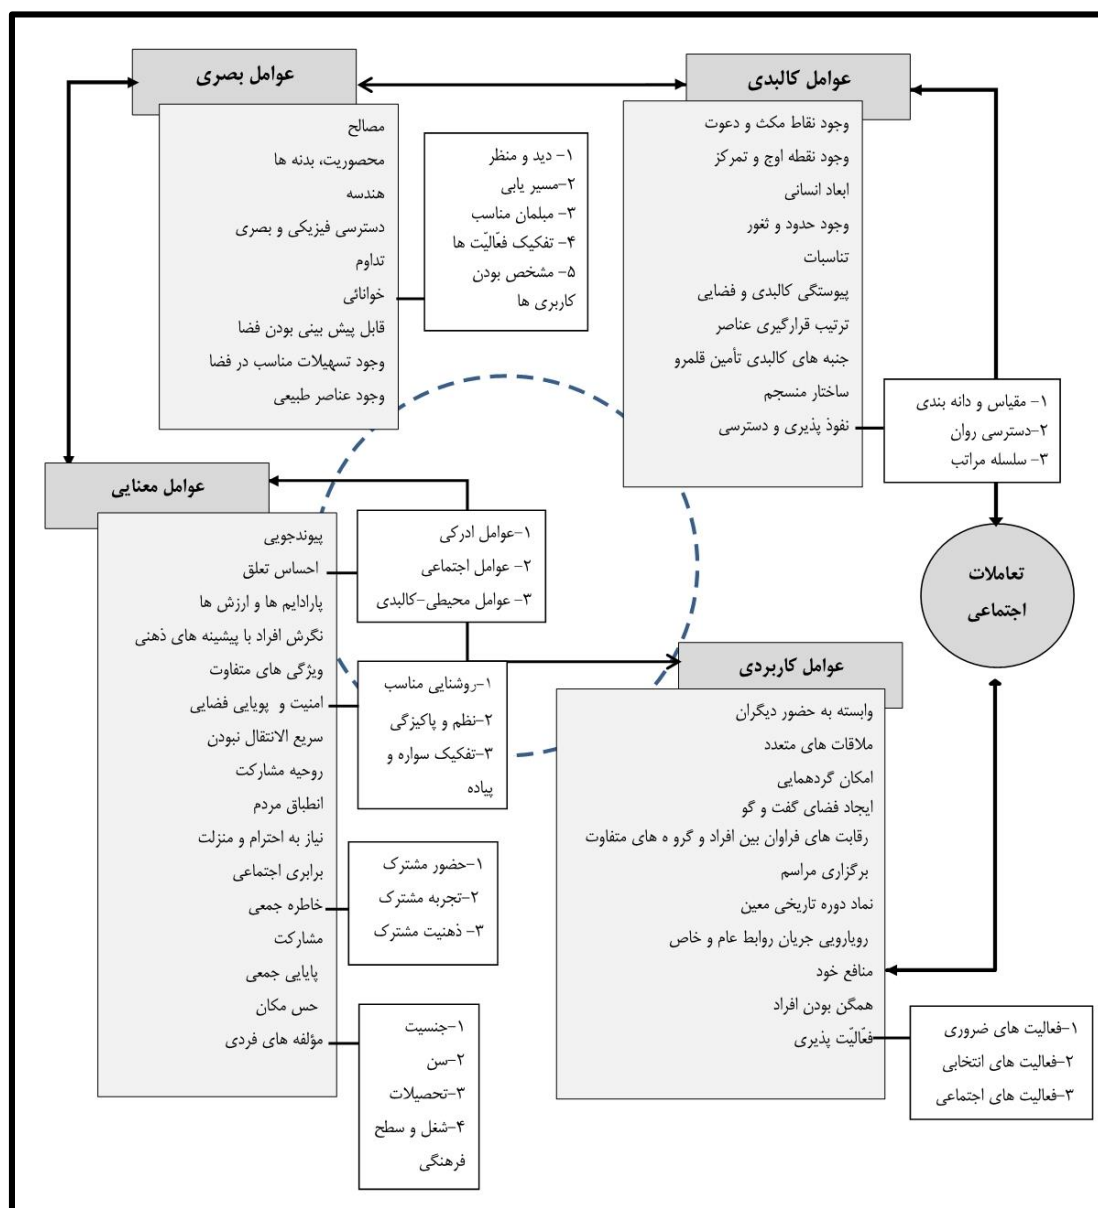 عوامل کالبدی
وجود نقاط مکث و دعوت
وجود نقطه اوج و تمرکز
ابعاد انسانی
وجود حدود و ثغور
تناسبات
پیوستگی کالبدی و فضایی
ترتیب قرارگیری عناصر
جنبه های کالبدی تأمین قلمرو
ساختار منسجم
نفوذ پذیری و دسترسی
۱- مقیاس و دانه بندی
۲-دسترسی روان
۳- سلسله مراتب
عوامل بصری
مصالح
محصوریت، بدنه ها
هندسه
دسترسی فیزیکی و بصری
تداوم
خوانائی
قابل پیش بینی بودن فضا
وجود تسهیلات مناسب در فضا
وجود عناصر طبیعی
۱- دید و منظر
۲-مسیر یابی
۳- مبلمان مناسب
۴- تفکیک فعّالیّت ها
۵- مشخص بودن
کاربری ها
تعاملات
اجتماعی
عوامل معنایی
پیوندجویی
احساس تعلق
پارادایم ها و ارزش ها
نگرش افراد با پیشینه های ذهنی
ویژگی های متفاوت
امنیت و پویایی فضایی
سریع الانتقال نبودن
روحیه مشارکت
انطباق مردم
نیاز به احترام و منزلت
برابری اجتماعی
خاطره جمعی
مشارکت
پایایی جمعی
حس مکان
مؤلفه های فردی
۱-عوامل ادرکی
۲- عوامل اجتماعی
۳- عوامل محیطی-کالبدی
۱-روشنایی مناسب
۲-نظم و پاکیزگی
۳-تفکیک سواره و
پیاده
۱-حضور مشترک
۲-تجربه مشترک
۳- ذهنیت مشترک
۱-جنسیت
۲-سن
۳-تحصیلات
۴-شغل و سطح
فرهنگی
عوامل کاربردی
وابسته به حضور دیگران
ملاقات های متعدد
امکان گردهمایی
ایجاد فضای گفت و گو
رقابت های فراوان بین افراد و گرو ه های متفاوت
برگزاری مراسم
نماد دوره تاریخی معین
رویارویی جریان روابط عام و خاص
منافع خود
همگن بودن افراد
فعّالیّت پذیری
۱-فعالیت های ضروری
۲-فعالیت های انتخابی
۳-فعالیت های اجتماعی